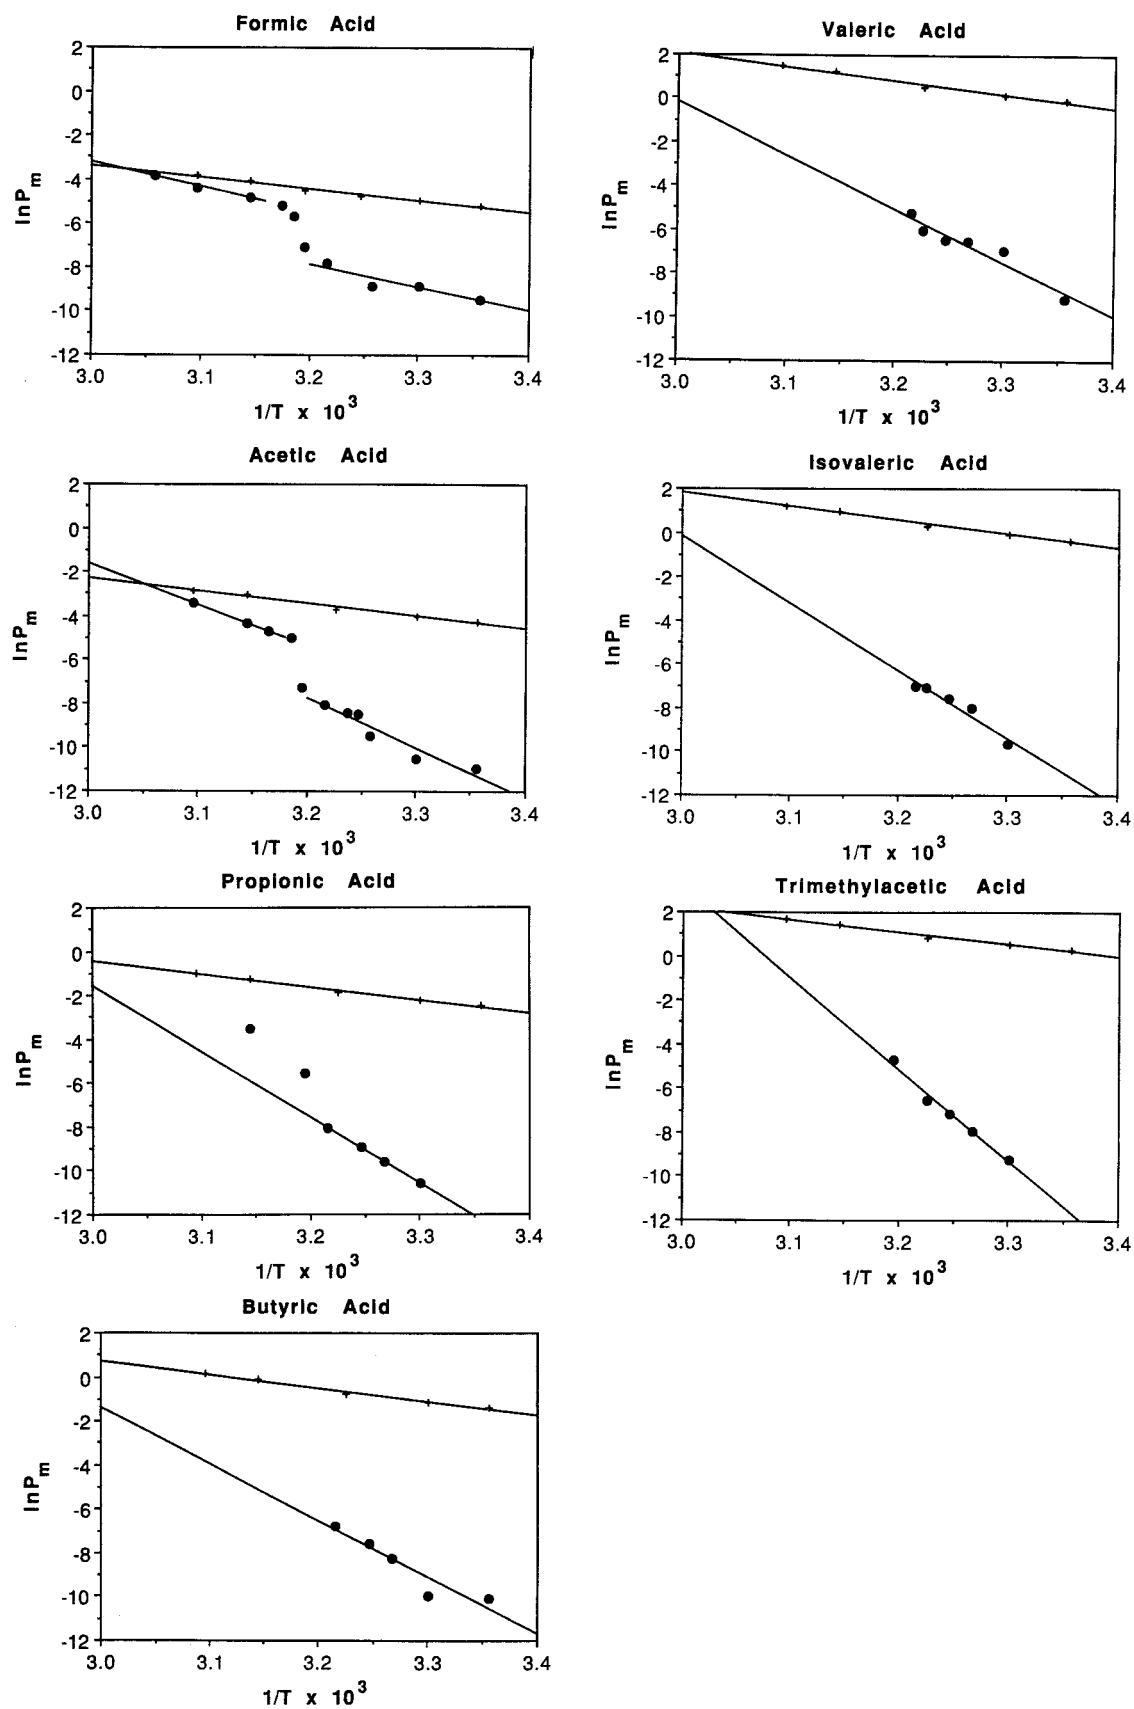 Formic Acid
2
0
-2
-4
-6
-8
-10
-12
lnPm
3.0 3.1 3.2 3.3 3.4
1/T x 10³
Valeric Acid
2
0
-2
-4
-6
-8
-10
-12
lnPm
3.0 3.1 3.2 3.3 3.4
1/T x 10³
Acetic Acid
2
0
-2
-4
-6
-8
-10
-12
lnPm
3.0 3.1 3.2 3.3 3.4
1/T x 10³
Isovaleric Acid
2
0
-2
-4
-6
-8
-10
-12
lnPm
3.0 3.1 3.2 3.3 3.4
1/T x 10³
Propionic Acid
2
0
-2
-4
-6
-8
-10
-12
lnPm
3.0 3.1 3.2 3.3 3.4
1/T x 10³
Trimethylacetic Acid
2
0
-2
-4
-6
-8
-10
-12
lnPm
3.0 3.1 3.2 3.3 3.4
1/T x 10³
Butyric Acid
2
0
-2
-4
-6
-8
-10
-12
lnPm
3.0 3.1 3.2 3.3 3.4
1/T x 10³